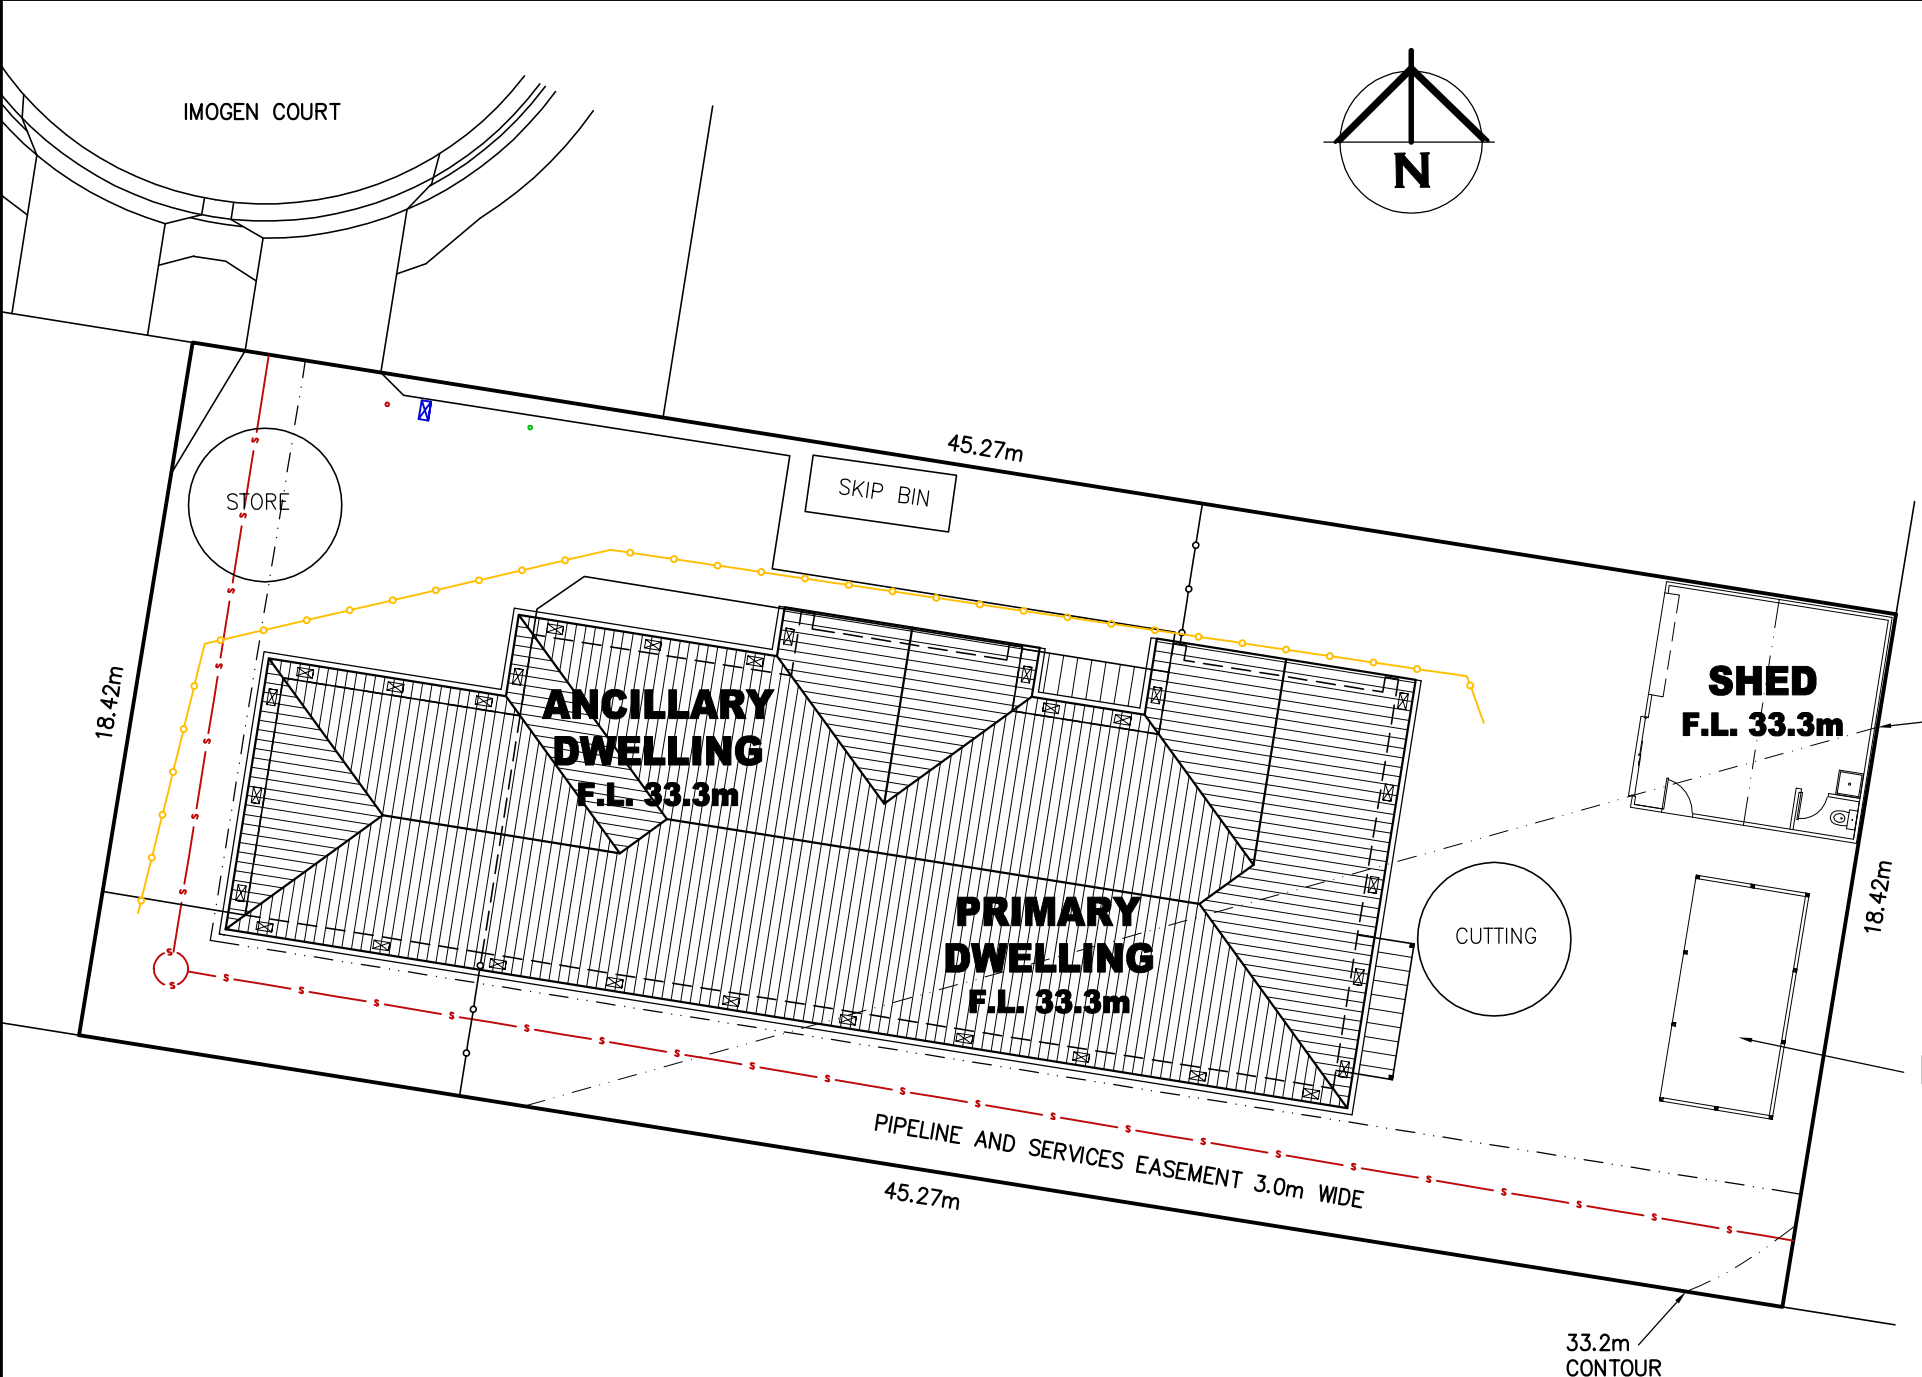 IMOGEN COURT
N
45.27m
SKIP BIN
STORE
18.42m
ANCILLARY
DWELLING
F.L. 33.3m
SHED
F.L. 33.3m
PRIMARY
DWELLING
F.L. 33.3m
CUTTING
18.42m
PIPELINE AND SERVICES EASEMENT 3.0m WIDE
45.27m
33.2m
CONTOUR